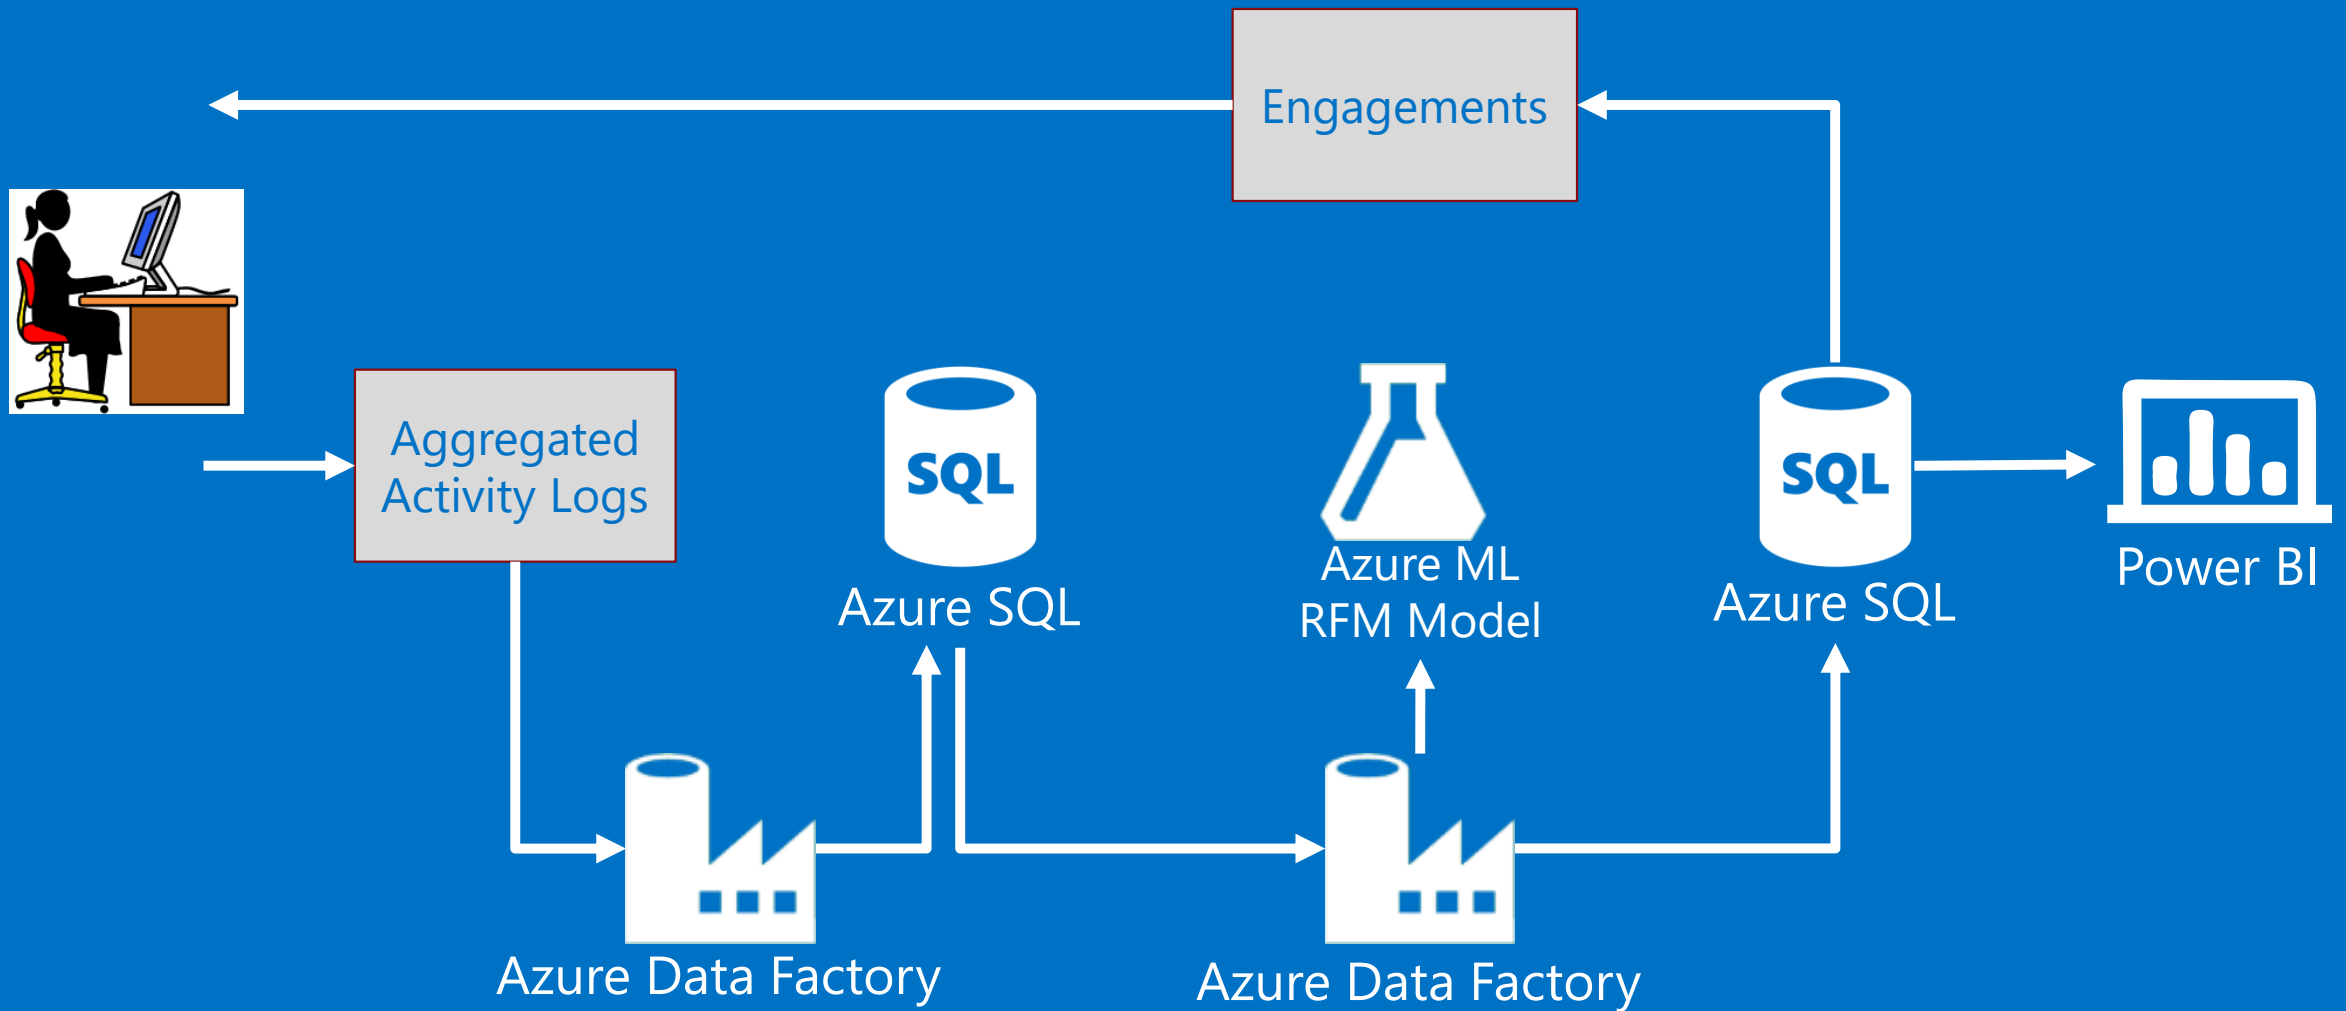 Engagements
Aggregated
Activity Logs
SQL
Azure SQL
Azure ML
RFM Model
SQL
Azure SQL
Power BI
Azure Data Factory
Azure Data Factory